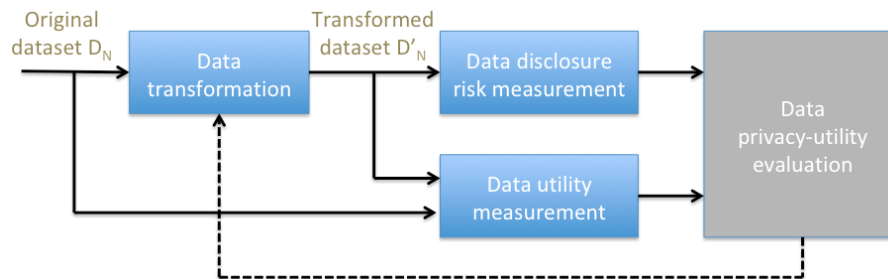 Original
dataset D_N
Data
transformation
Transformed
dataset D'_N
Data disclosure
risk measurement
Data utility
measurement
Data
privacy-utility
evaluation